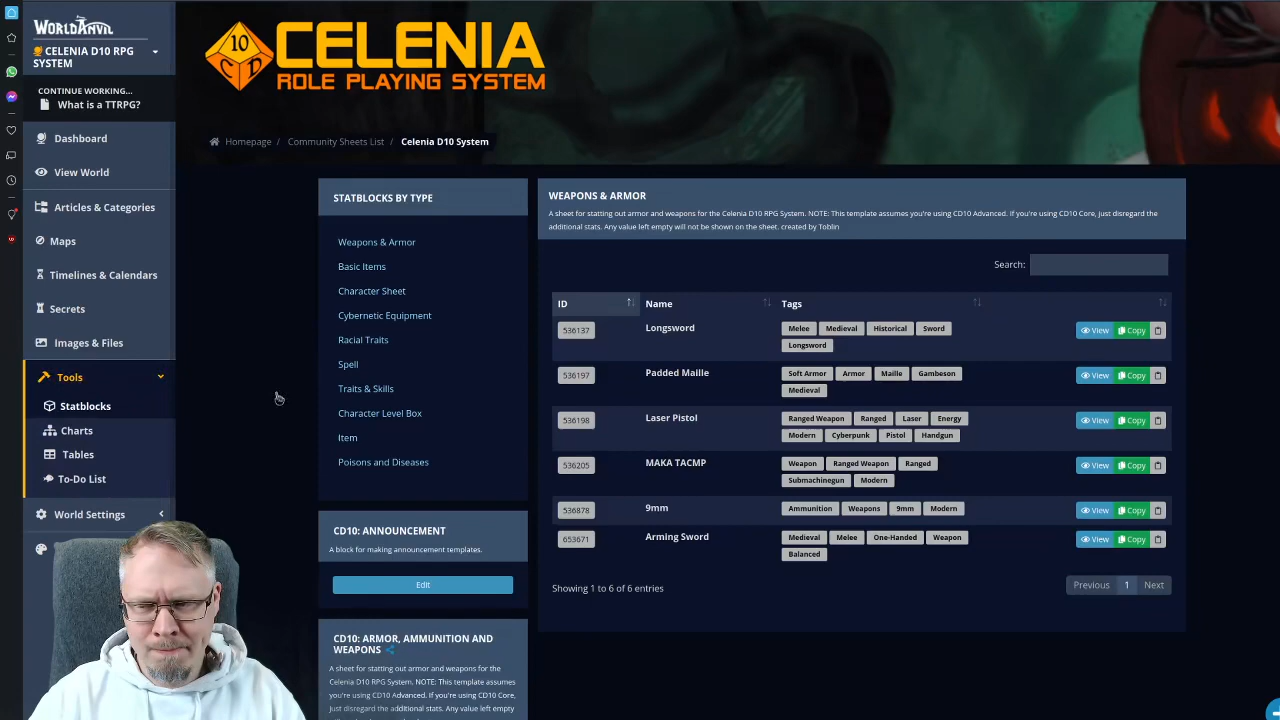 WORLDANVIL
CELENIA D10 RPG
SYSTEM
CONTINUE WORKING...
What is a TTRPG?
Dashboard
View World
Articles & Categories
Maps
Timelines & Calendars
Secrets
Images & Files
Tools
Statblocks
Charts
Tables
To-Do List
World Settings
10
C D
CELENIA
ROLE PLAYING SYSTEM
Homepage / Community Sheets List / Celenia D10 System
STATBLOCKS BY TYPE
Weapons & Armor
Basic Items
Character Sheet
Cybernetic Equipment
Racial Traits
Spell
Traits & Skills
Character Level Box
Item
Poisons and Diseases
CD10: ANNOUNCEMENT
A block for making announcement templates.
Edit
CD10: ARMOR, AMMUNITION AND
WEAPONS
A sheet for statting out armor and weapons for the
Celenia D10 RPG System. NOTE: This template assumes
you're using CD10 Advanced. If you're using CD10 Core,
just disregard the additional stats. Any value left empty
WEAPONS & ARMOR
A sheet for statting out armor and weapons for the Celenia D10 RPG System. NOTE: This template assumes you're using CD10 Advanced. If you're using CD10 Core, just disregard the
additional stats. Any value left empty will not be shown on the sheet. created by Toblin
Search:
ID Name Tags
536137 Longsword Melee Medieval Historical Sword View Copy
Longsword
536197 Padded Maille Soft Armor Armor Maille Gambeson View Copy
Medieval
536198 Laser Pistol Ranged Weapon Ranged Laser Energy View Copy
Modern Cyberpunk Pistol Handgun
536205 MAKA TACMP Weapon Ranged Weapon Ranged View Copy
Submachinegun Modern
536878 9mm Ammunition Weapons 9mm Modern View Copy
653671 Arming Sword Medieval Melee One-Handed Weapon View Copy
Balanced
Showing 1 to 6 of 6 entries
Previous 1 Next